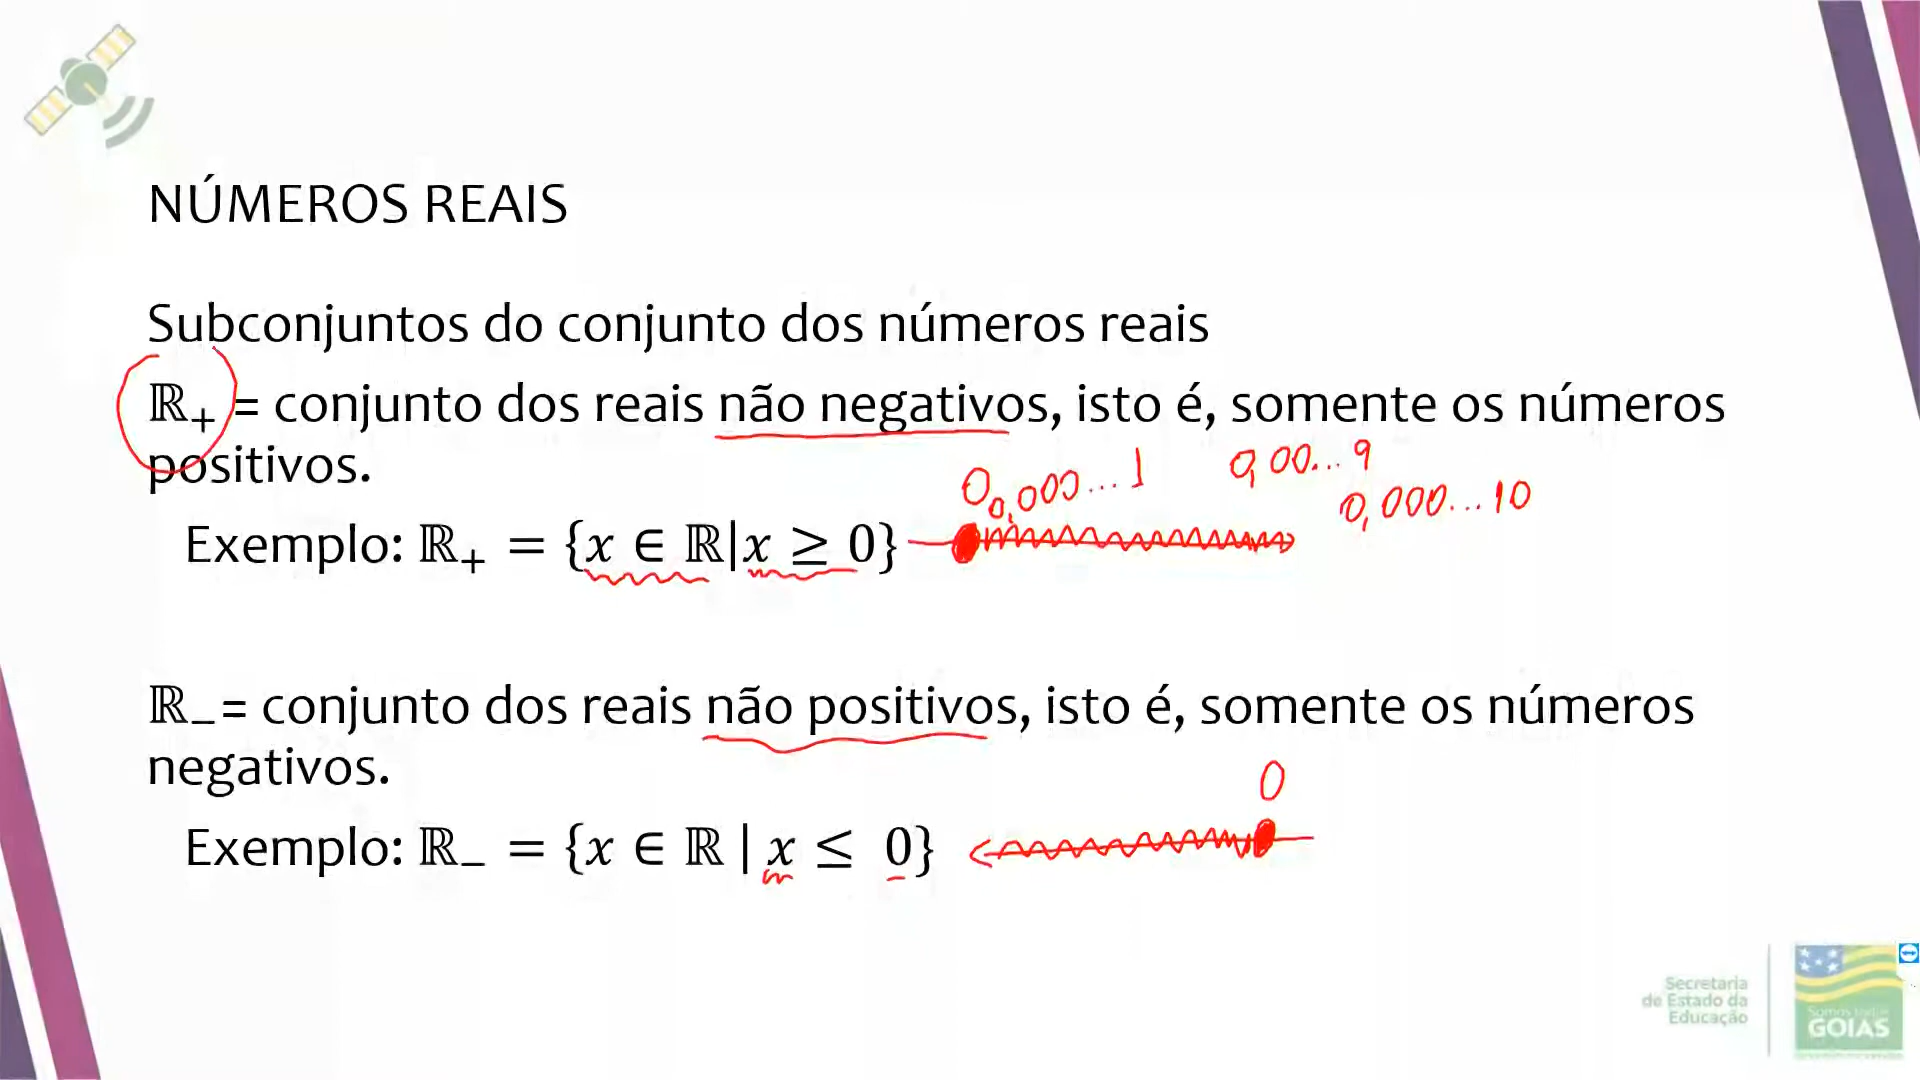 NÚMEROS REAIS
Subconjuntos do conjunto dos números reais
ℝ₊ = conjunto dos reais não negativos, isto é, somente os números
positivos.
0 0,000...1 0,00...9
0,000...10
Exemplo: ℝ₊ = {x ∈ ℝ|x ≥ 0}
ℝ₋= conjunto dos reais não positivos, isto é, somente os números
negativos.
0
Exemplo: ℝ₋ = {x ∈ ℝ | x ≤ 0}
Secretaria
de Estado da
Educação
GOIÁS